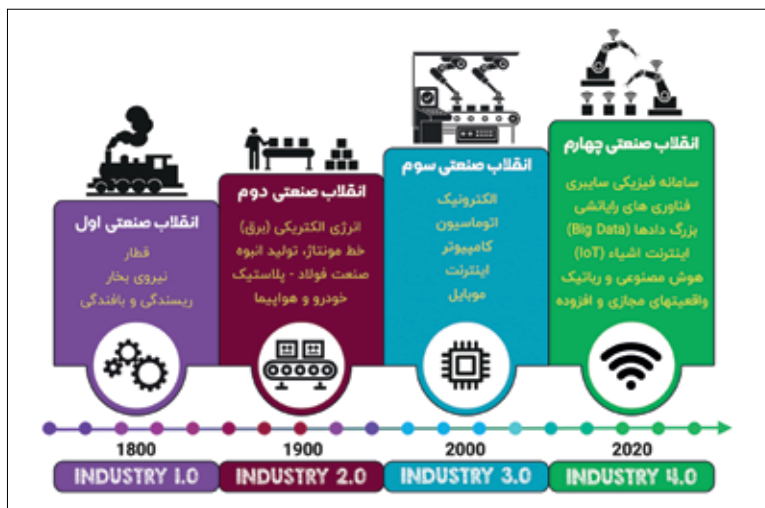 انقلاب صنعتی اول
قطار
نیروی بخار
ریسندگی و بافندگی
انقلاب صنعتی دوم
انرژی الکتریکی (برق)
خط مونتاژ، تولید انبوه
صنعت فولاد - پلاستیک
خودرو و هواپیما
انقلاب صنعتی سوم
الکترونیک
اتوماسیون
کامپیوتر
اینترنت
موبایل
انقلاب صنعتی چهارم
سامانه فیزیکی سایبری
فناوری های رایانشی
بزرگ دادها (Big Data)
اینترنت اشیاء (IoT)
هوش مصنوعی و رباتیک
واقعیتهای مجازی و افزوده
1800
1900
2000
2020
INDUSTRY 1.0
INDUSTRY 2.0
INDUSTRY 3.0
INDUSTRY 4.0